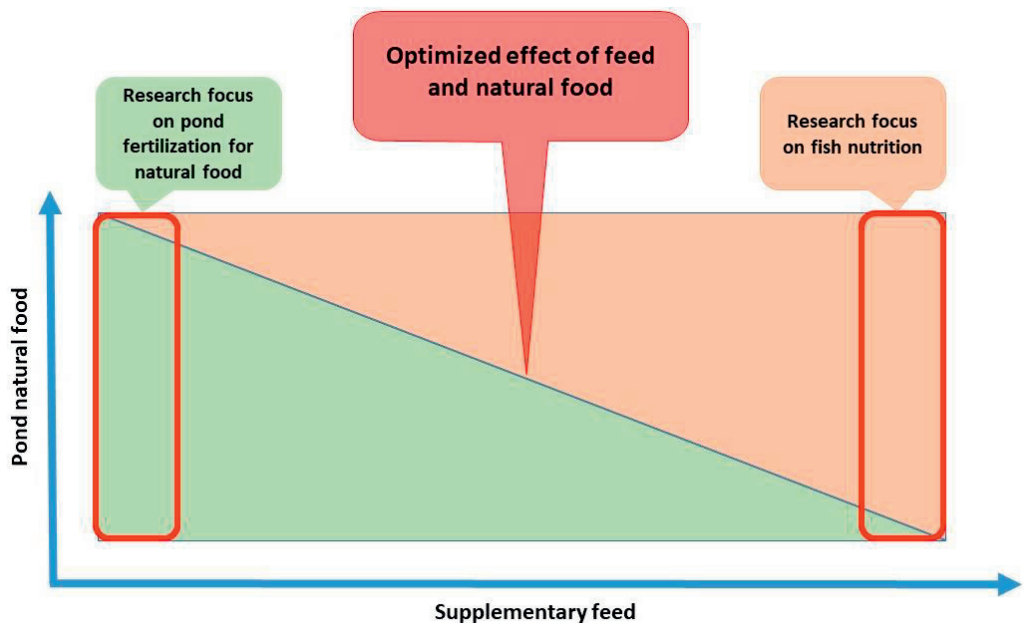 Optimized effect of feed
and natural food
Research focus
on pond
fertilization for
natural food
Research focus
on fish nutrition
Pond natural food
Supplementary feed